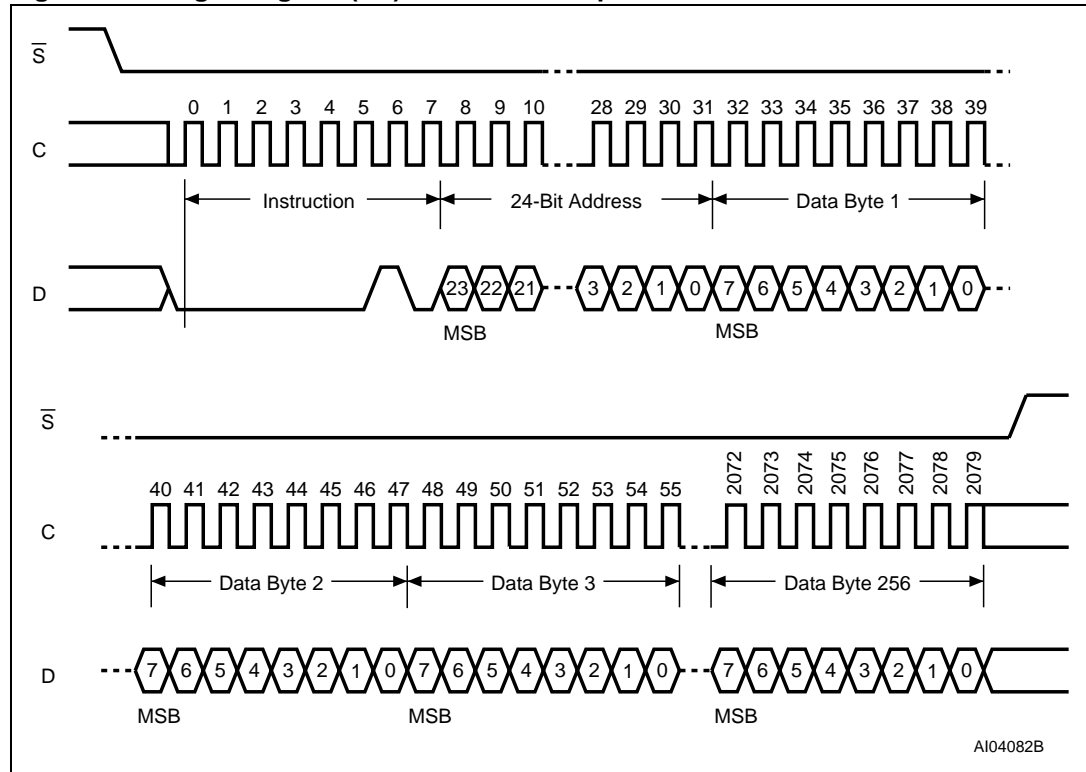 S
0 1 2 3 4 5 6 7 8 9 10 28 29 30 31 32 33 34 35 36 37 38 39
C
Instruction 24-Bit Address Data Byte 1
D 23 22 21 3 2 1 0 7 6 5 4 3 2 1 0
MSB MSB
S
40 41 42 43 44 45 46 47 48 49 50 51 52 53 54 55 2072 2073 2074 2075 2076 2077 2078 2079
C
Data Byte 2 Data Byte 3 Data Byte 256
D 7 6 5 4 3 2 1 0 7 6 5 4 3 2 1 0 7 6 5 4 3 2 1 0
MSB MSB MSB
AI04082B